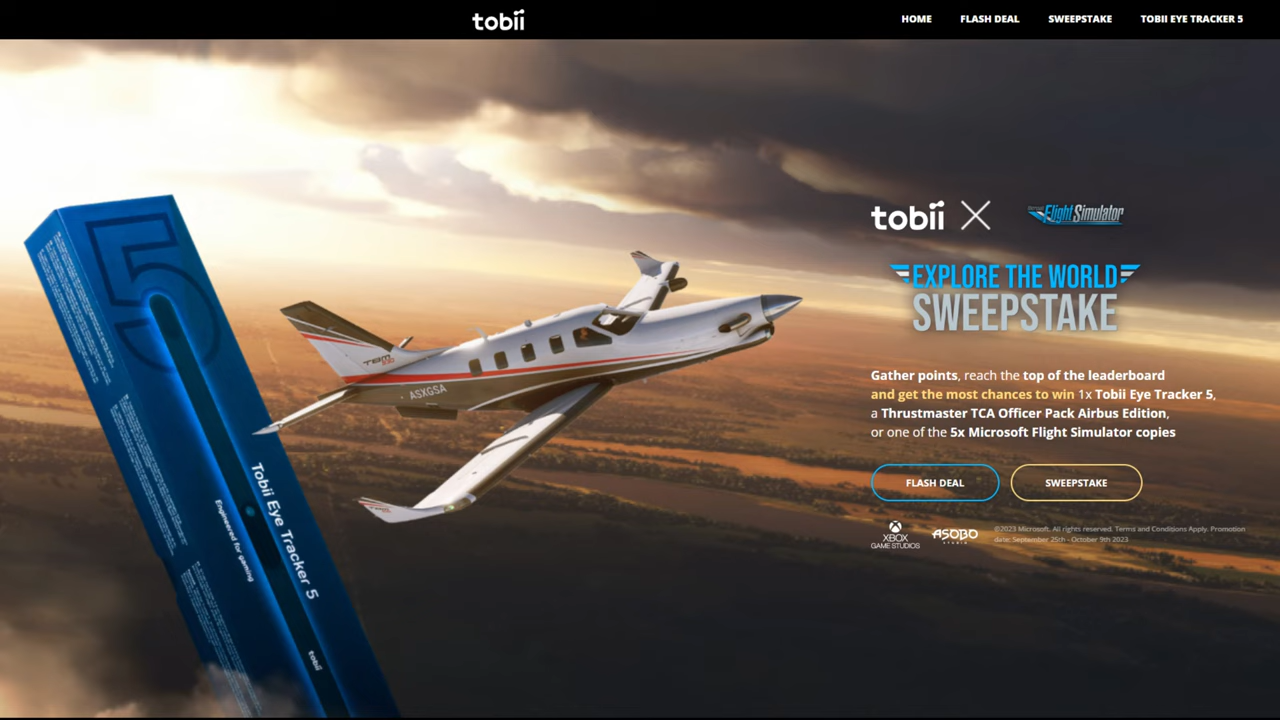 tobii
HOME
FLASH DEAL
SWEEPSTAKE
TOBII EYE TRACKER 5
tobii
Microsoft
Flight Simulator
EXPLORE THE WORLD
SWEEPSTAKE
Gather points, reach the top of the leaderboard
and get the most chances to win 1x Tobii Eye Tracker 5,
a Thrustmaster TCA Officer Pack Airbus Edition,
or one of the 5x Microsoft Flight Simulator copies
FLASH DEAL
SWEEPSTAKE
XBOX
GAME STUDIOS
ASOBO
STUDIO
©2023 Microsoft. All rights reserved. Terms and Conditions Apply. Promotion
date: September 25th - October 9th 2023
5
Tobii Eye Tracker 5
Engineered for gaming
tobii
TBM
ASXGSA